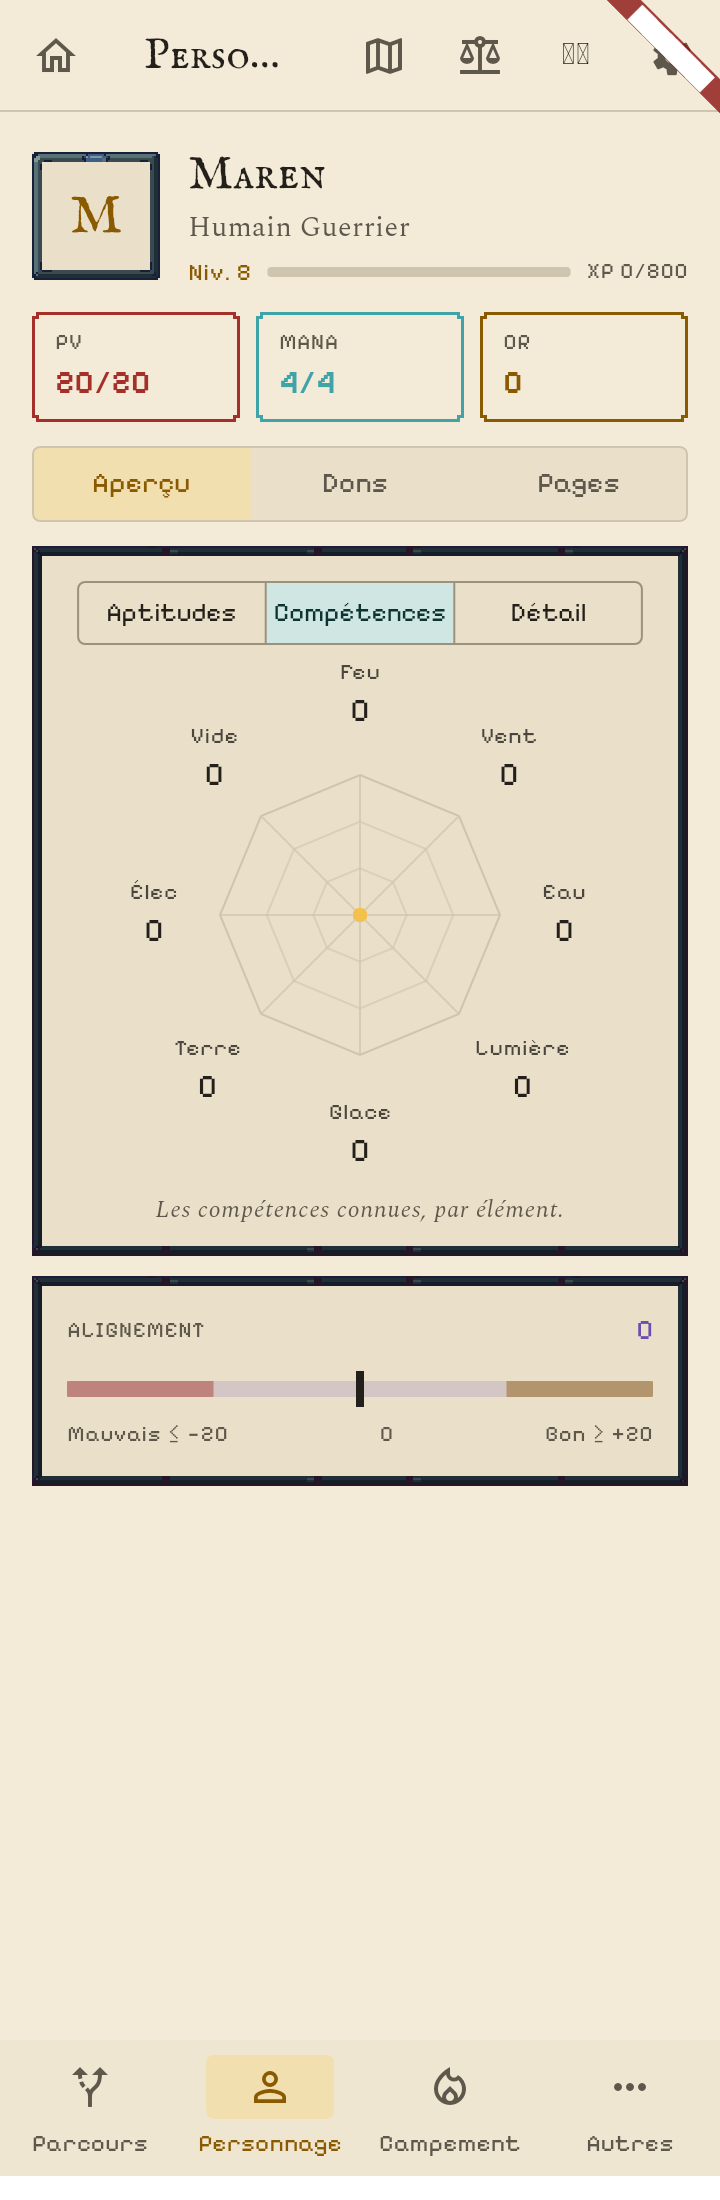 Perso...
M
Maren
Humain Guerrier
Niv. 8
XP 0/800
PV
MANA
OR
80/80
4/4
0
Aperçu
Dons
Pages
Aptitudes
Compétences
Détail
Feu
0
Vide
0
Vent
0
Élec
0
Eau
0
Terre
0
Lumière
0
Glace
0
Les compétences connues, par élément.
ALIGNEMENT
0
Mauvais ≤ -20
0
Bon ≥ +20
Parcours
Personnage
Campement
Autres